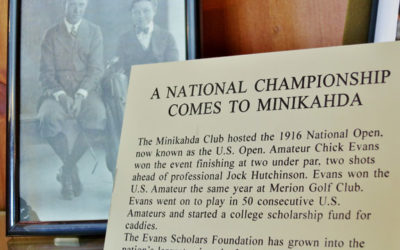 A NATIONAL CHAMPIONSHIP
COMES TO MINIKAHDA
The Minikahda Club hosted the 1916 National Open,
now known as the U.S. Open. Amateur Chick Evans
won the event finishing at two under par, two shots
ahead of professional Jock Hutchinson. Evans won the
U.S. Amateur the same year at Merion Golf Club.
Evans went on to play in 50 consecutive U.S.
Amateurs and started a college scholarship fund for
caddies.
The Evans Scholars Foundation has grown into the